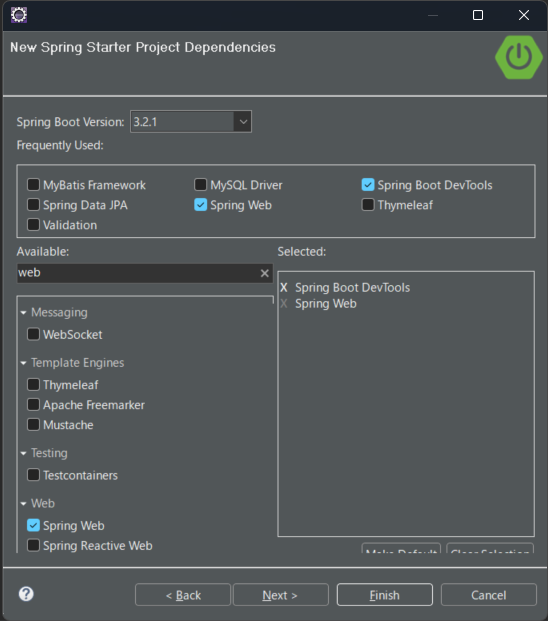 New Spring Starter Project Dependencies
Spring Boot Version: 3.2.1
Frequently Used:
MyBatis Framework MySQL Driver Spring Boot DevTools
Spring Data JPA Spring Web Thymeleaf
Validation
Available: Selected:
web
X Spring Boot DevTools
X Spring Web
Messaging
WebSocket
Template Engines
Thymeleaf
Apache Freemarker
Mustache
Testing
Testcontainers
Web
Spring Web
Spring Reactive Web
Make Default Clear Selection
< Back Next > Finish Cancel